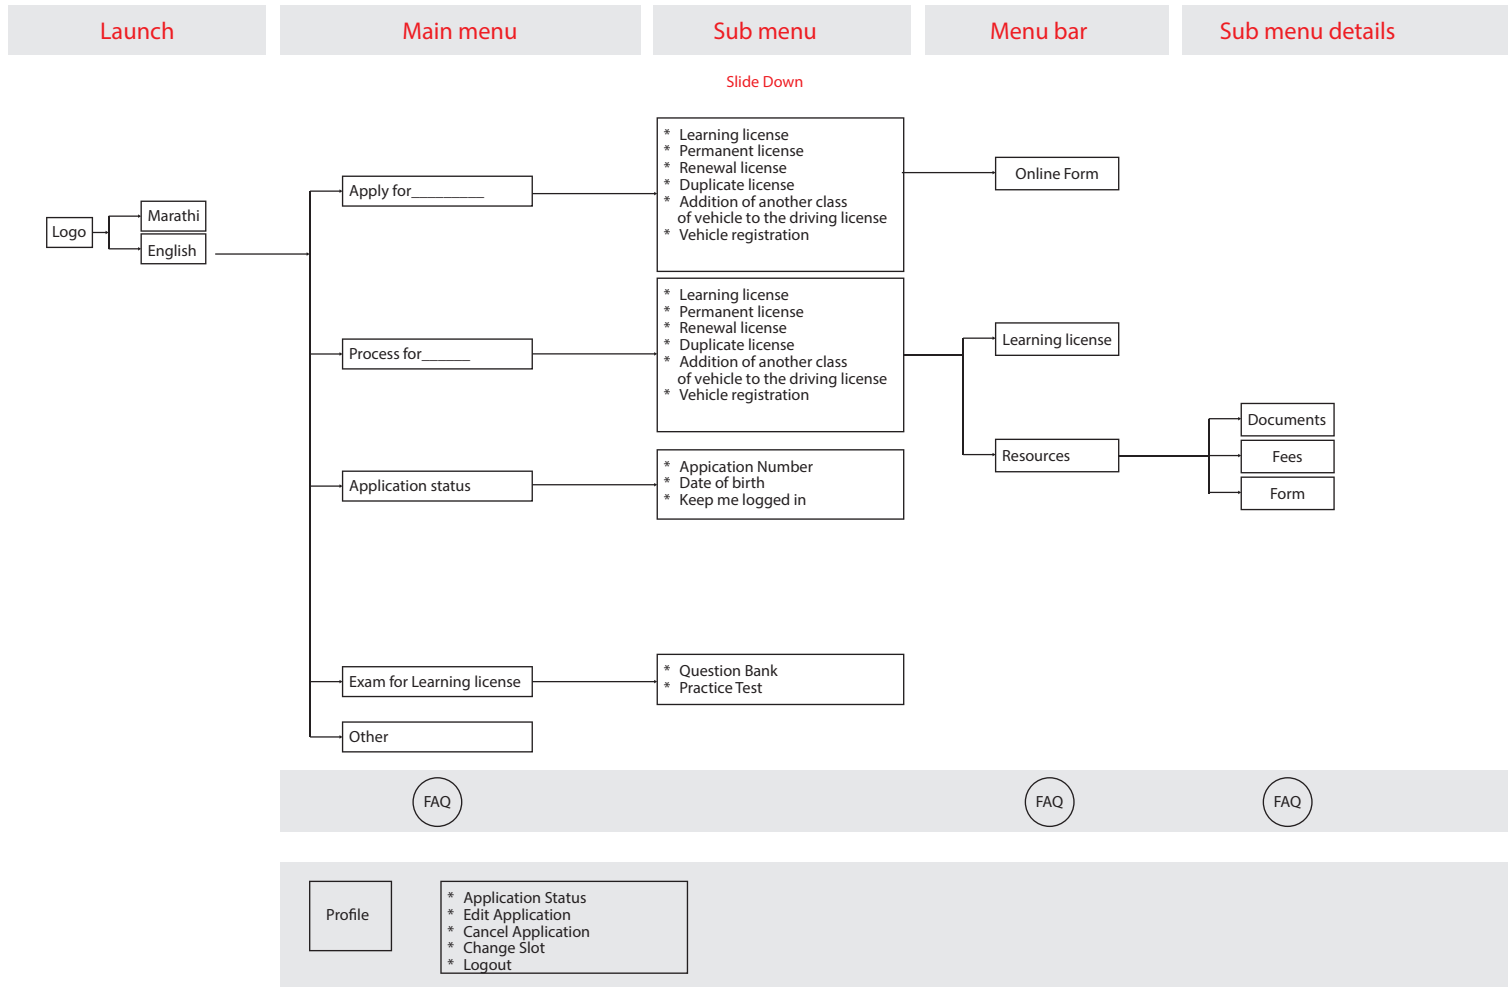 Launch
Main menu
Sub menu
Menu bar
Sub menu details
Slide Down
Logo
Marathi
English
Apply for_________
* Learning license
* Permanent license
* Renewal license
* Duplicate license
* Addition of another class
of vehicle to the driving license
* Vehicle registration
Online Form
Process for______
* Learning license
* Permanent license
* Renewal license
* Duplicate license
* Addition of another class
of vehicle to the driving license
* Vehicle registration
Learning license
Resources
Documents
Fees
Form
Application status
* Appication Number
* Date of birth
* Keep me logged in
Exam for Learning license
* Question Bank
* Practice Test
Other
FAQ
FAQ
FAQ
Profile
* Application Status
* Edit Application
* Cancel Application
* Change Slot
* Logout